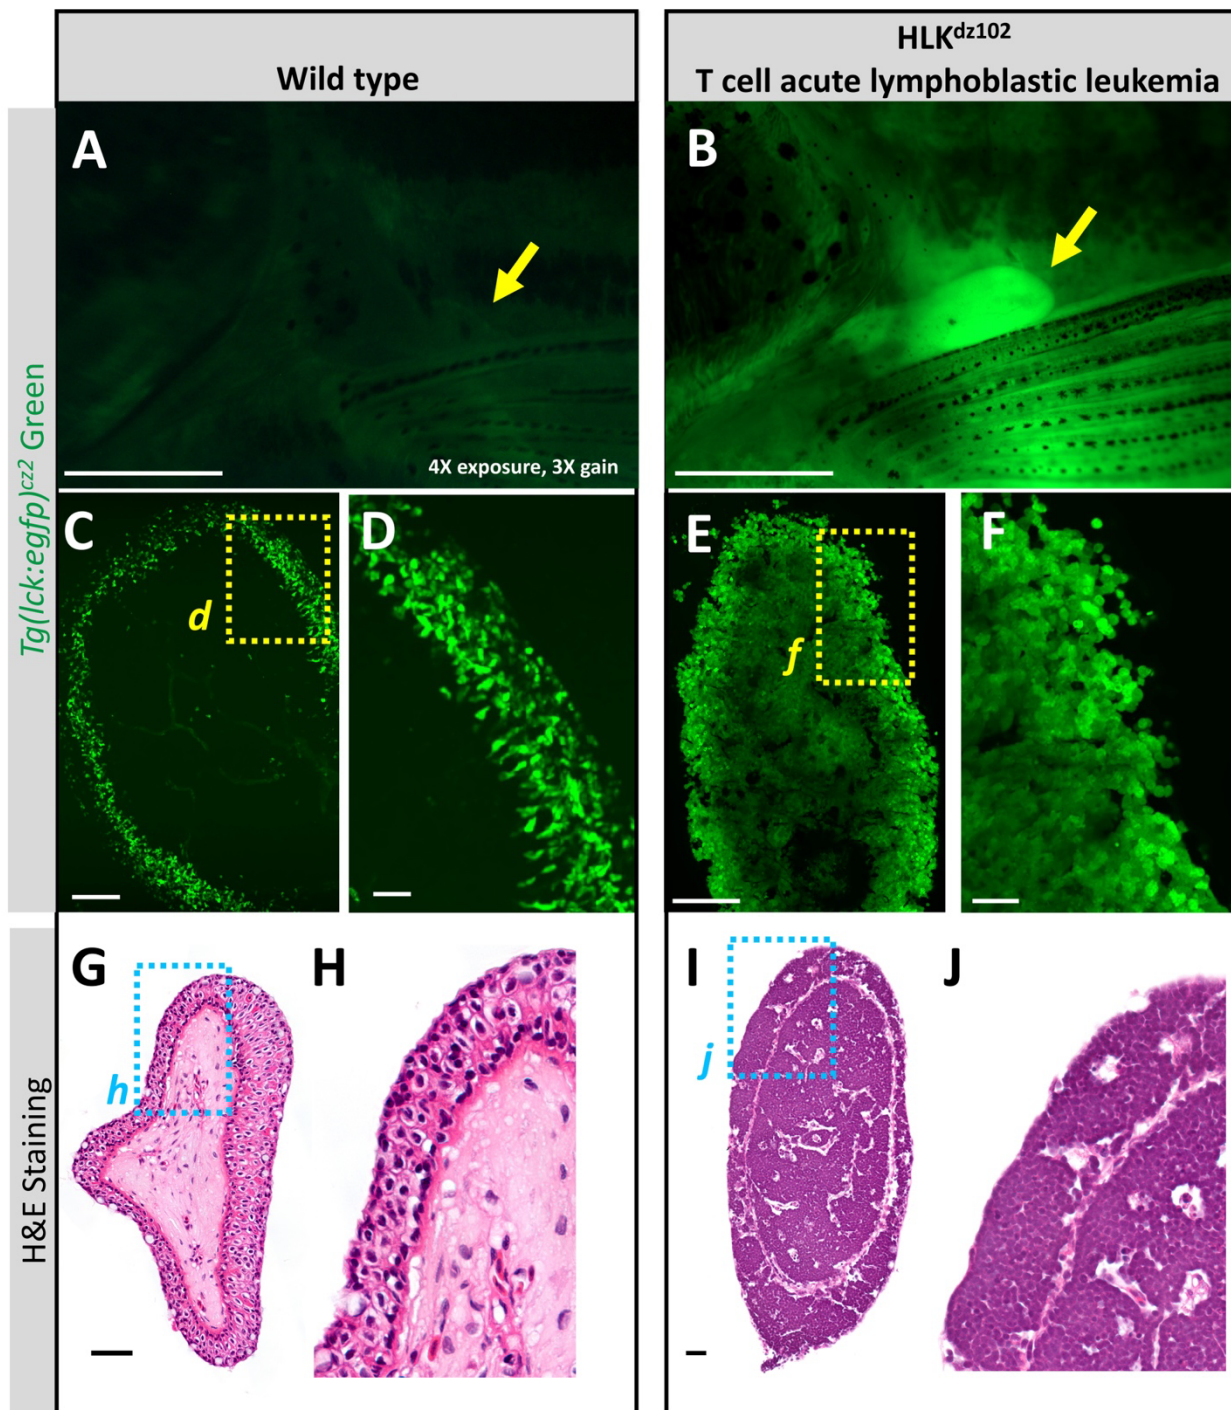 Wild type
HLK^dz102
T cell acute lymphoblastic leukemia
Tg(lck:egfp)^cz2 Green
A
4X exposure, 3X gain
B
C
d
D
E
f
F
H&E Staining
G
h
H
I
j
J